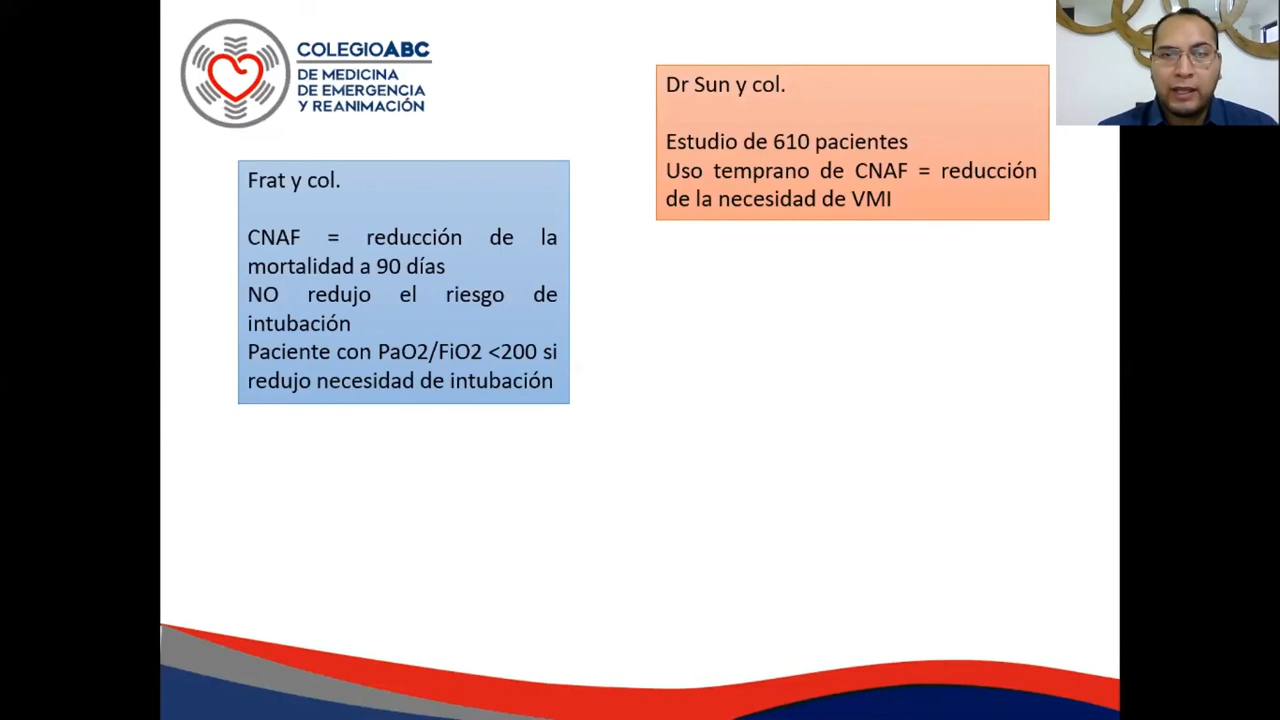 COLEGIOABC
DE MEDICINA
DE EMERGENCIA
Y REANIMACIÓN
Frat y col.
CNAF = reducción de la
mortalidad a 90 días
NO redujo el riesgo de
intubación
Paciente con PaO2/FiO2 <200 si
redujo necesidad de intubación
Dr Sun y col.
Estudio de 610 pacientes
Uso temprano de CNAF = reducción
de la necesidad de VMI